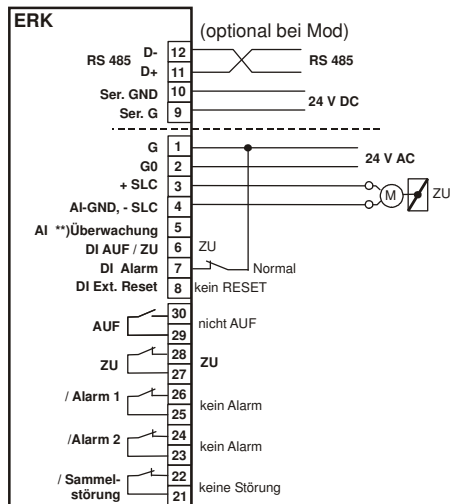 ERK
(optional bei Mod)
RS 485 D- 12 RS 485
D+ 11
Ser. GND 10 24 V DC
Ser. G 9
G 1 24 V AC
G0 2
+ SLC 3 M ZU
AI-GND, - SLC 4
AI **)Überwachung 5
DI AUF / ZU 6 ZU
DI Alarm 7 Normal
DI Ext. Reset 8 kein RESET
AUF 30 nicht AUF
29
ZU 28 ZU
27
/ Alarm 1 26 kein Alarm
25
/Alarm 2 24 kein Alarm
23
/ Sammel- 22 keine Störung
störung 21